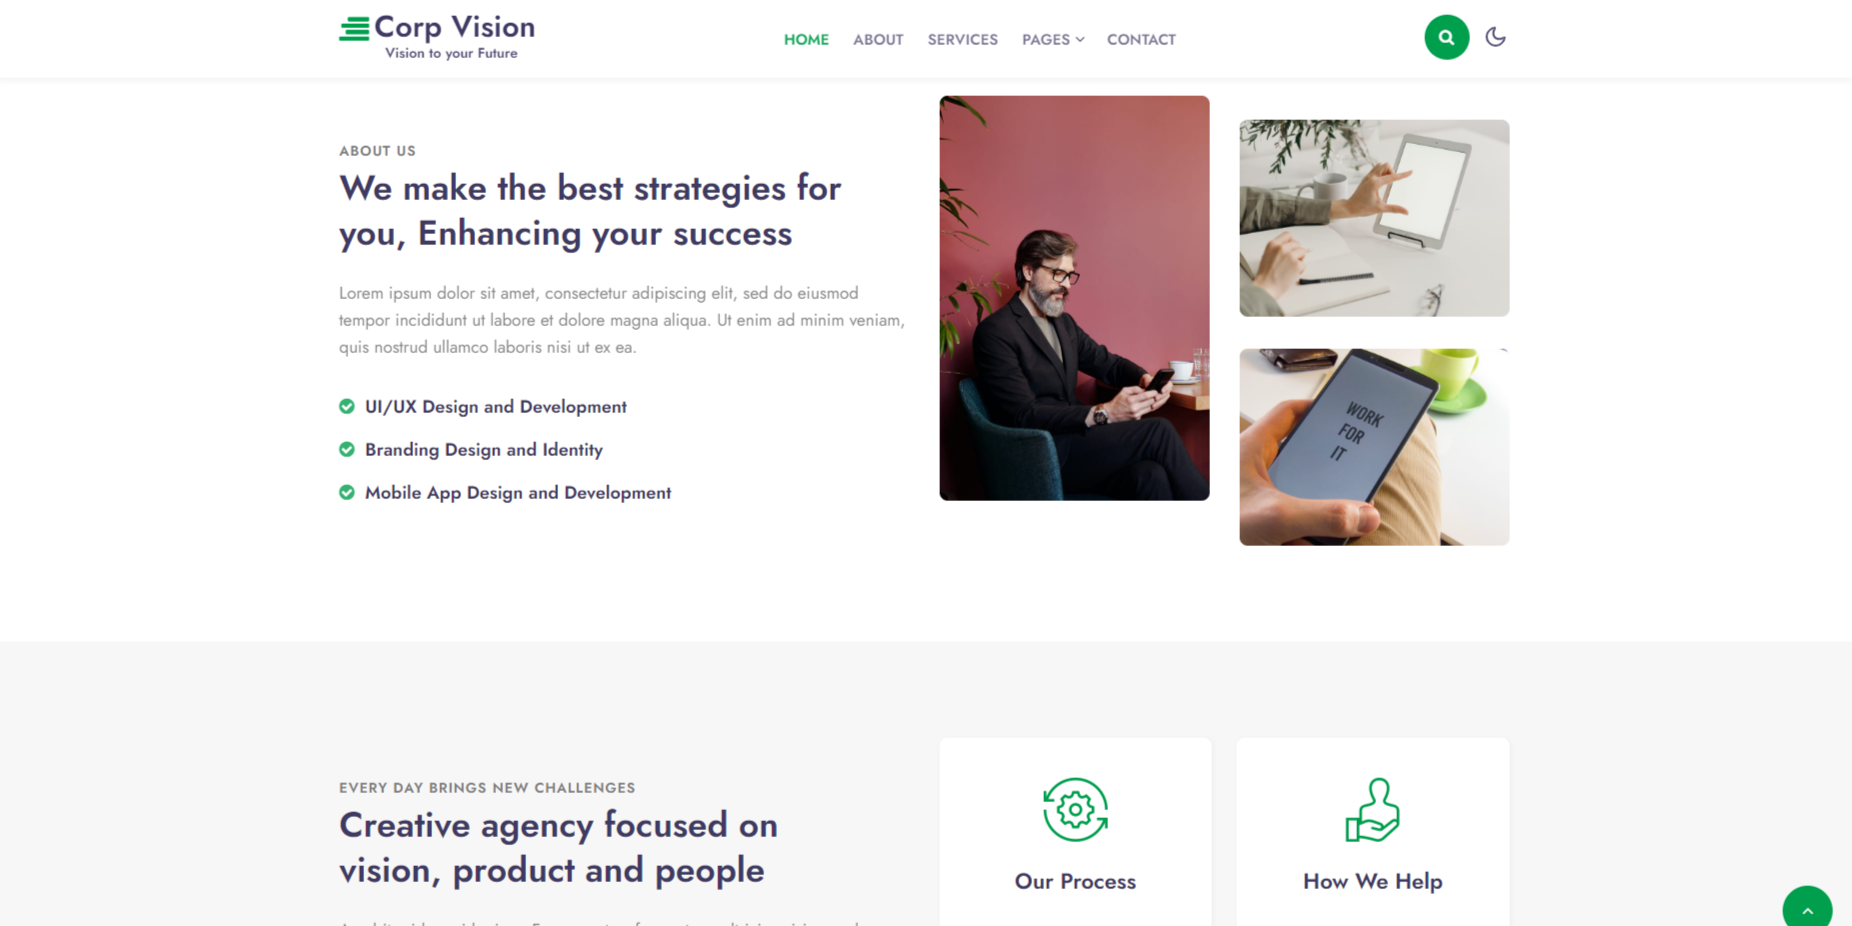 Corp Vision
Vision to your Future
HOME ABOUT SERVICES PAGES CONTACT
ABOUT US
We make the best strategies for
you, Enhancing your success
Lorem ipsum dolor sit amet, consectetur adipiscing elit, sed do eiusmod
tempor incididunt ut labore et dolore magna aliqua. Ut enim ad minim veniam,
quis nostrud ullamco laboris nisi ut ex ea.
UI/UX Design and Development
Branding Design and Identity
Mobile App Design and Development
WORK
FOR
IT
EVERY DAY BRINGS NEW CHALLENGES
Creative agency focused on
vision, product and people
Our Process
How We Help